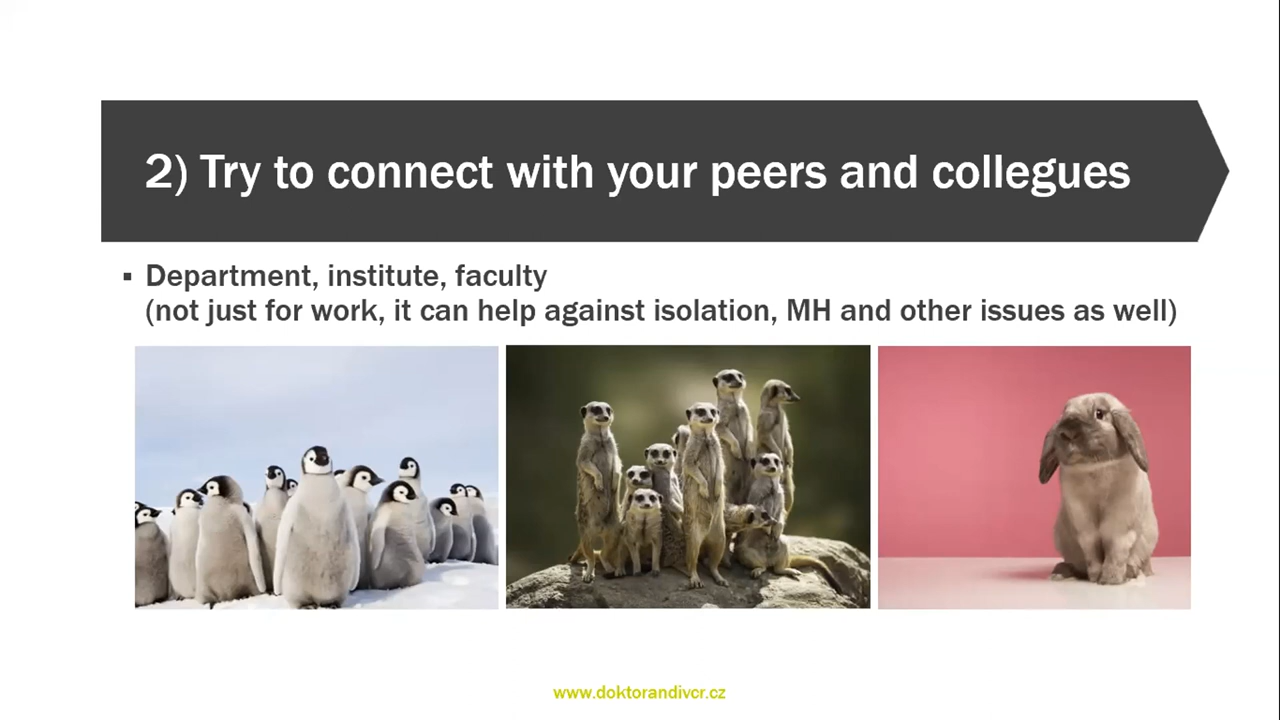 2) Try to connect with your peers and collegues
▪ Department, institute, faculty
(not just for work, it can help against isolation, MH and other issues as well)
www.doktorandivcr.cz